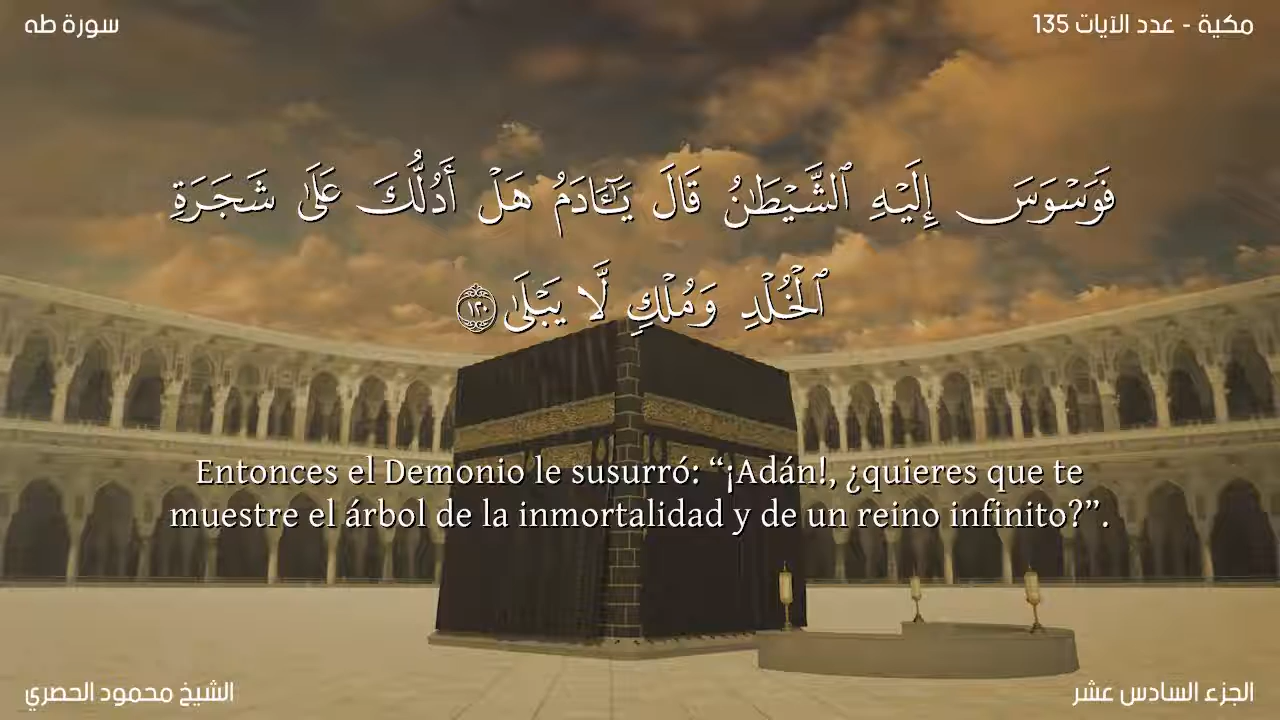 سورة طه
مكية - عدد الآيات 135
فَوَسْوَسَ إِلَيْهِ ٱلشَّيْطَـٰنُ قَالَ يَـٰٓـَٔادَمُ هَلْ أَدُلُّكَ عَلَىٰ شَجَرَةِ
ٱلْخُلْدِ وَمُلْكٍ لَّا يَبْلَىٰ ١٢٠
Entonces el Demonio le susurró: “¡Adán!, ¿quieres que te
muestre el árbol de la inmortalidad y de un reino infinito?”.
الشيخ محمود الحصري
الجزء السادس عشر